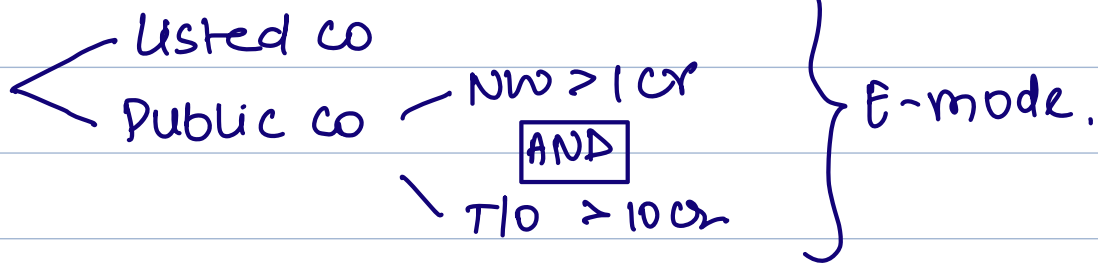 Listed co
Public co
NW > 1 cr
AND
T/O > 10 cr
E-mode.